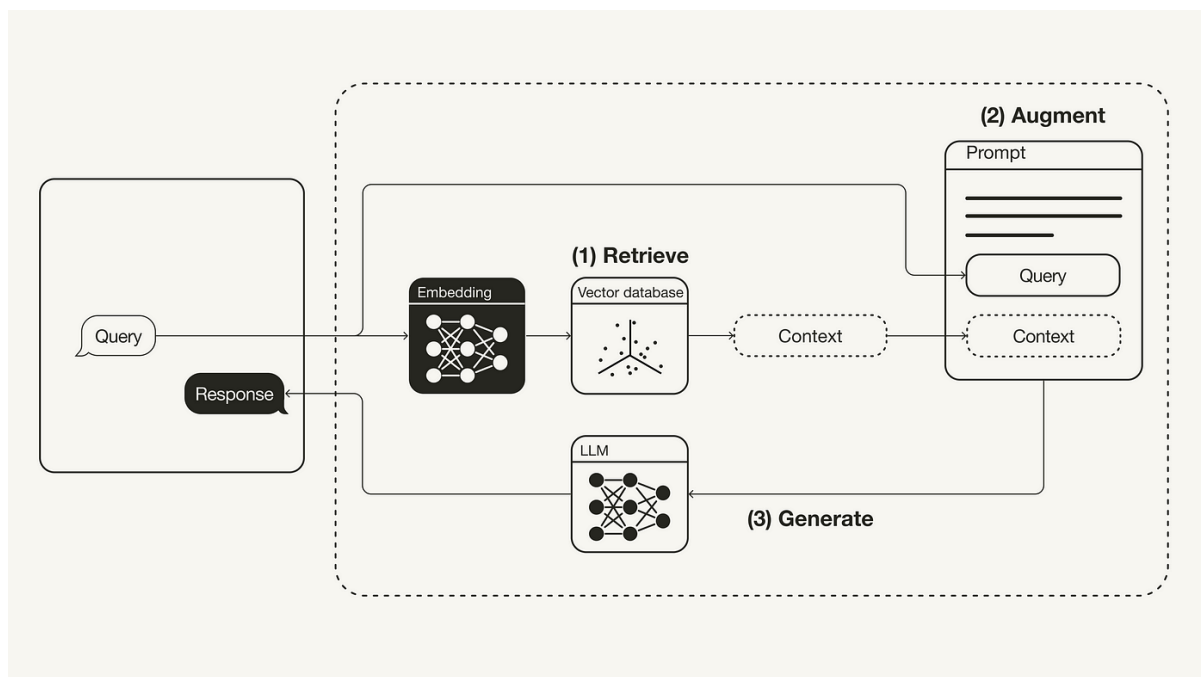 (2) Augment
Prompt
(1) Retrieve
Query
Embedding
Vector database
Query
Context
Context
Response
LLM
(3) Generate